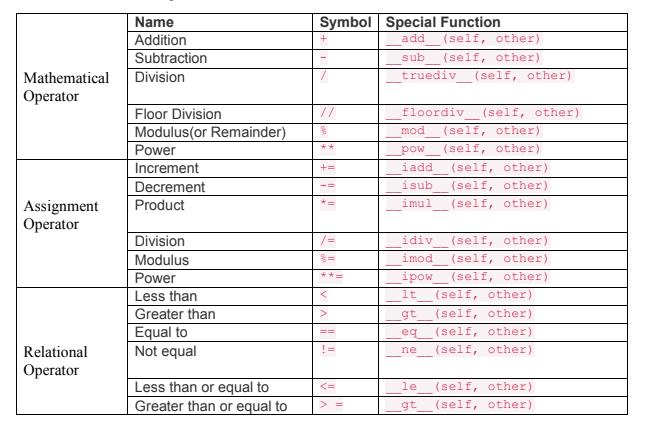 Name Symbol Special Function
Mathematical Operator
Addition + __add__(self, other)
Subtraction - __sub__(self, other)
Division / __truediv__(self, other)
Floor Division // __floordiv__(self, other)
Modulus(or Remainder) % __mod__(self, other)
Power ** __pow__(self, other)
Assignment Operator
Increment += __iadd__(self, other)
Decrement -= __isub__(self, other)
Product *= __imul__(self, other)
Division /= __idiv__(self, other)
Modulus %= __imod__(self, other)
Power **= __ipow__(self, other)
Relational Operator
Less than < __lt__(self, other)
Greater than > __gt__(self, other)
Equal to == __eq__(self, other)
Not equal != __ne__(self, other)
Less than or equal to <= __le__(self, other)
Greater than or equal to > = __gt__(self, other)